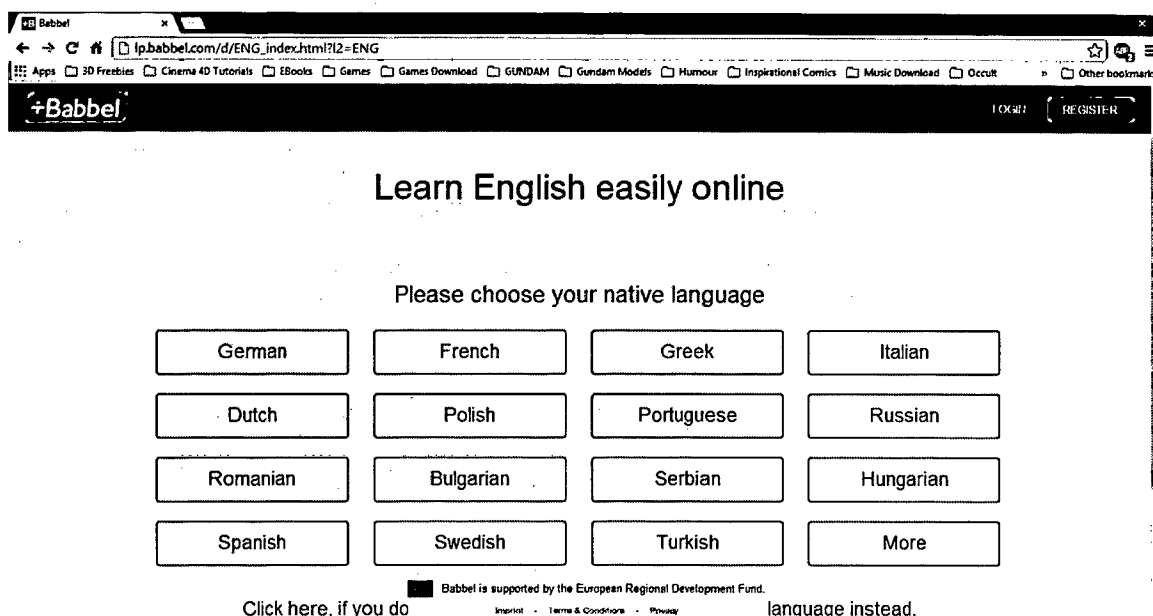 Babbel
lp.babbel.com/d/ENG_index.html?l2=ENG
Apps 3D Freebies Cinema 4D Tutorials EBooks Games Games Download GUNDAM Gundam Models Humour Inspirational Comics Music Download Occult » Other bookmark
+Babbel LOGIN REGISTER
Learn English easily online
Please choose your native language
German French Greek Italian
Dutch Polish Portuguese Russian
Romanian Bulgarian Serbian Hungarian
Spanish Swedish Turkish More
Babbel is supported by the European Regional Development Fund.
Imprint - Terms & Conditions - Privacy
Click here, if you do language instead.